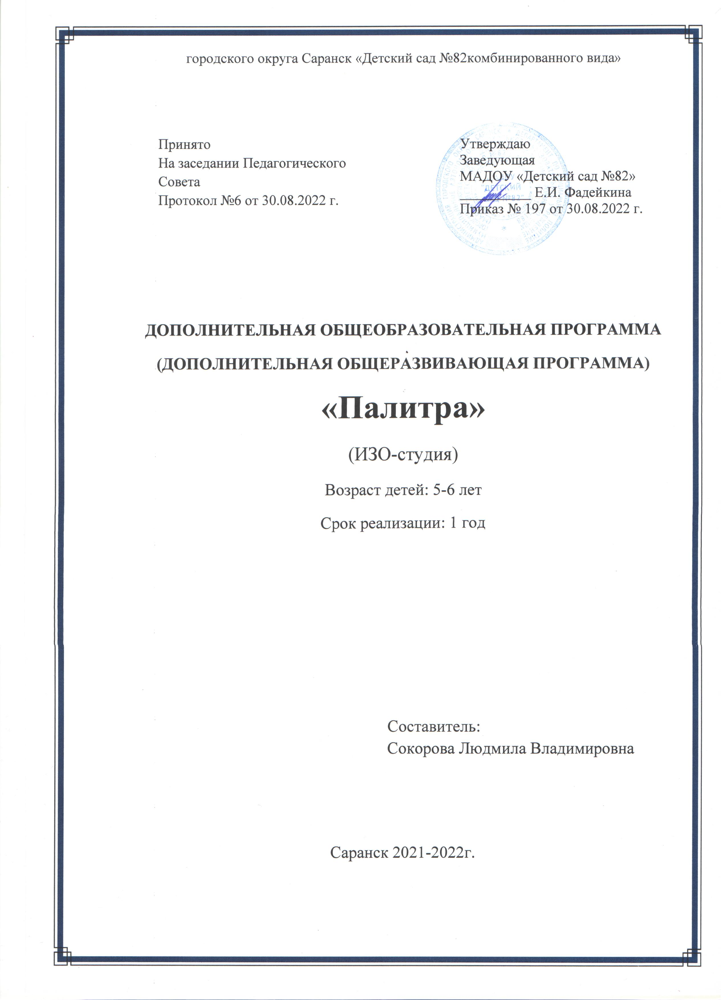 городского округа Саранск «Детский сад №82комбинированного вида»
Принято
На заседании Педагогического
Совета
Протокол №6 от 30.08.2022 г.
Утверждаю
Заведующая
МАДОУ «Детский сад №82»
Е.И. Фадейкина
Приказ № 197 от 30.08.2022 г.
"ДЕТСКИЙ
№82"
ДОПОЛНИТЕЛЬНАЯ ОБЩЕОБРАЗОВАТЕЛЬНАЯ ПРОГРАММА
(ДОПОЛНИТЕЛЬНАЯ ОБЩЕРАЗВИВАЮЩАЯ ПРОГРАММА)
«Палитра»
(ИЗО-студия)
Возраст детей: 5-6 лет
Срок реализации: 1 год
Составитель:
Сокорова Людмила Владимировна
Саранск 2021-2022г.